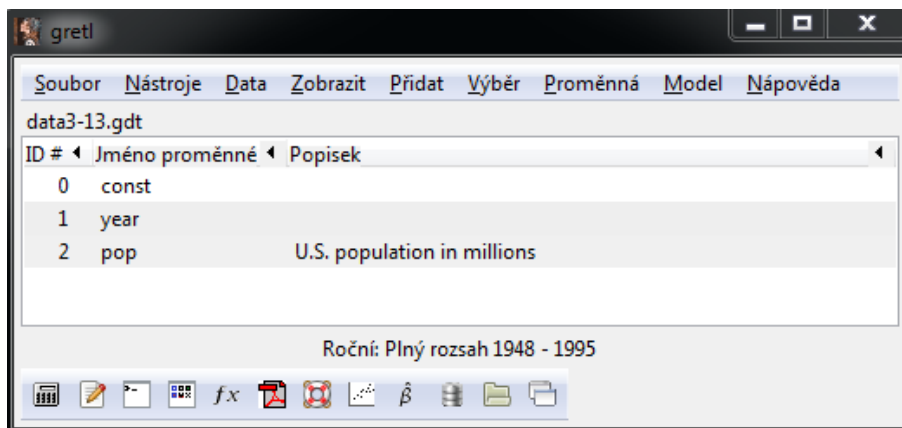 gretl
Soubor Nástroje Data Zobrazit Přidat Výběr Proměnná Model Nápověda
data3-13.gdt
ID # Jméno proměnné Popisek
0 const
1 year
2 pop U.S. population in millions
Roční: Plný rozsah 1948 - 1995
fx β̂